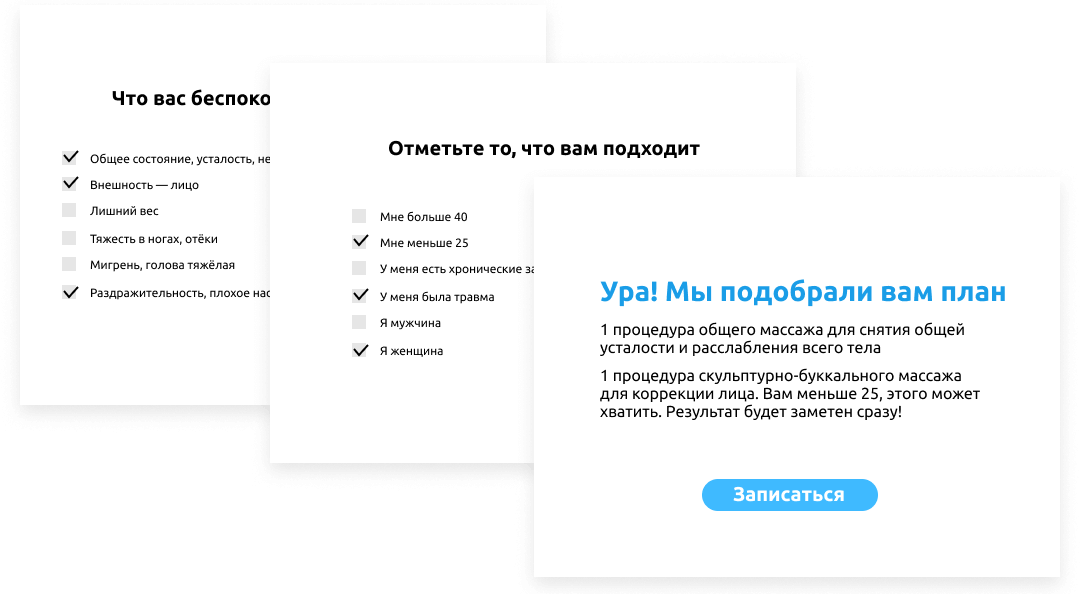 Что вас беспоко
Общее состояние, усталость, не
Внешность — лицо
Лишний вес
Тяжесть в ногах, отёки
Мигрень, голова тяжёлая
Раздражительность, плохое нас
Отметьте то, что вам подходит
Мне больше 40
Мне меньше 25
У меня есть хронические за
У меня была травма
Я мужчина
Я женщина
Ура! Мы подобрали вам план
1 процедура общего массажа для снятия общей
усталости и расслабления всего тела
1 процедура скульптурно-буккального массажа
для коррекции лица. Вам меньше 25, этого может
хватить. Результат будет заметен сразу!
Записаться